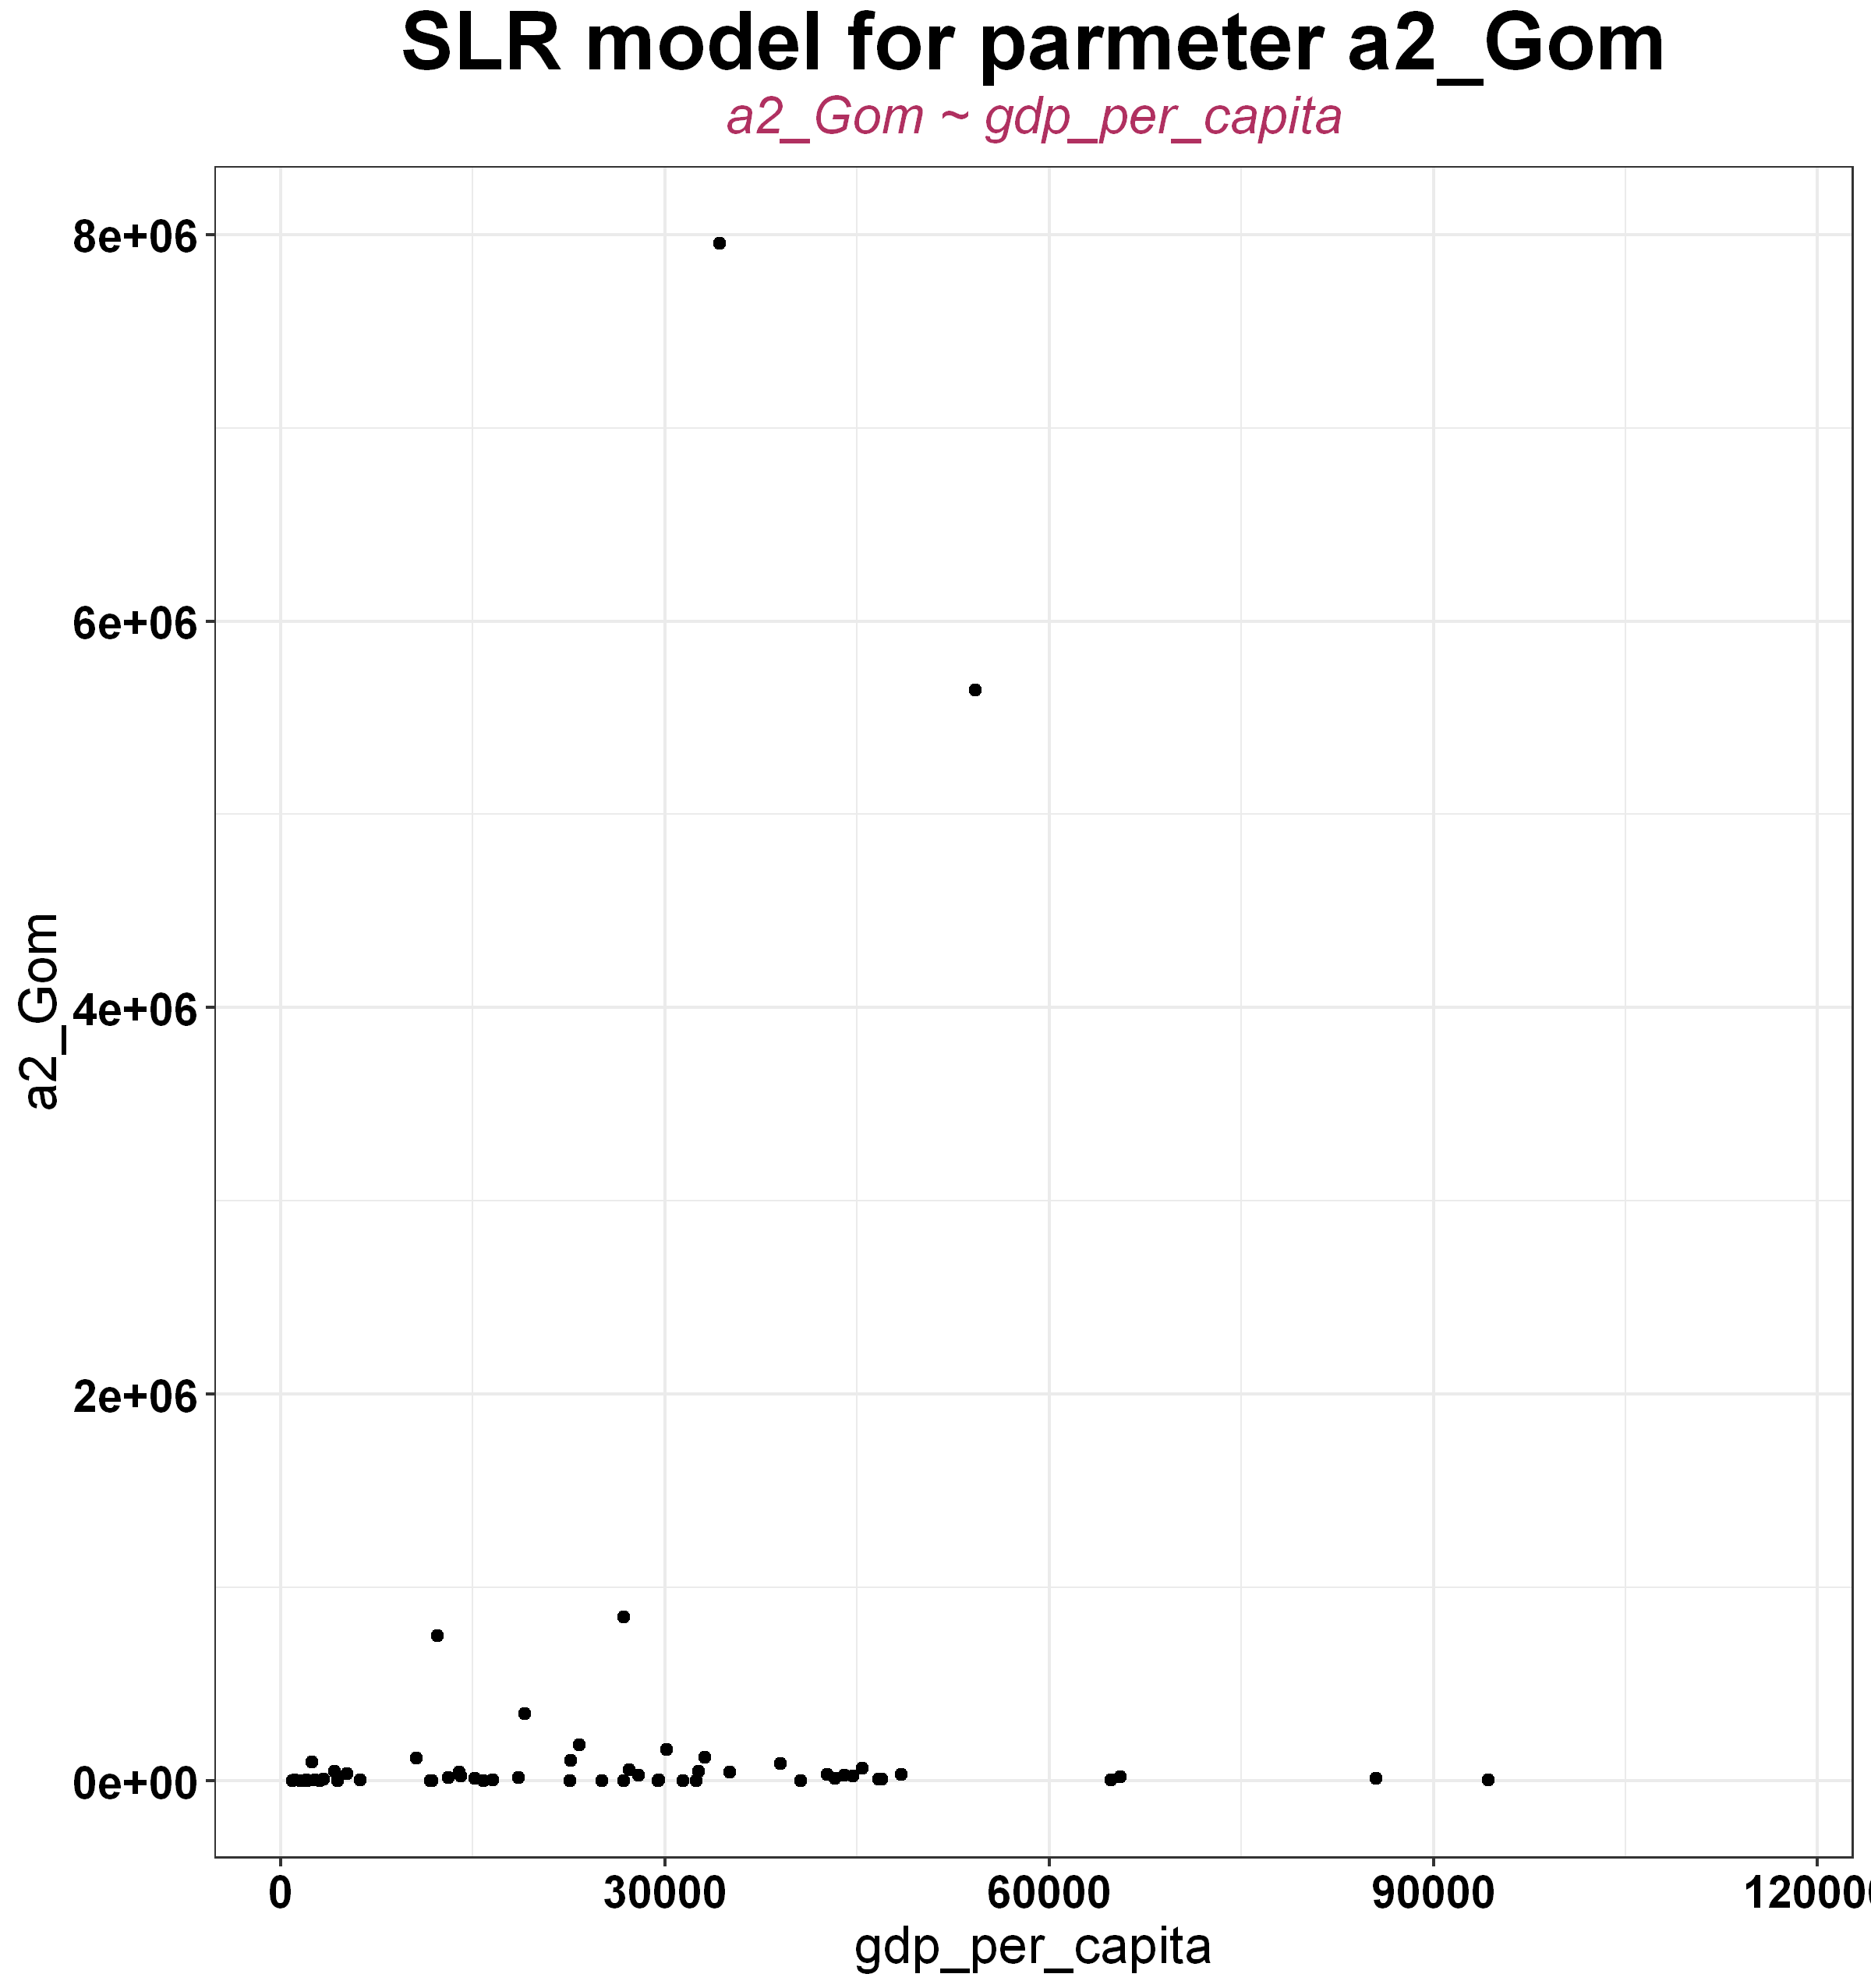 SLR model for parmeter a2_Gom
a2_Gom ~ gdp_per_capita
8e+06
6e+06
4e+06
2e+06
0e+00
a2_Gom
0 30000 60000 90000 120000
gdp_per_capita